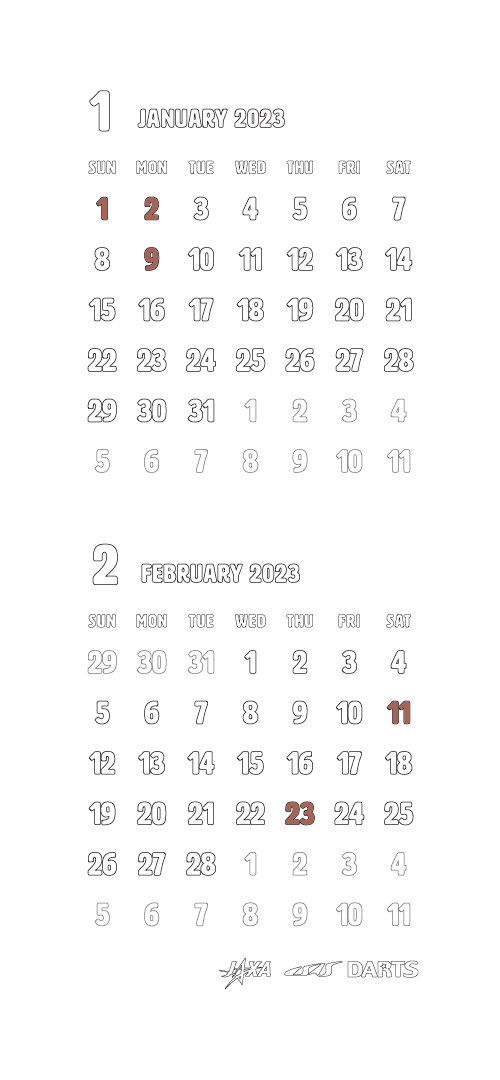 1 JANUARY 2023
SUN MON TUE WED THU FRI SAT
1 2 3 4 5 6 7
8 9 10 11 12 13 14
15 16 17 18 19 20 21
22 23 24 25 26 27 28
29 30 31 1 2 3 4
5 6 7 8 9 10 11
2 FEBRUARY 2023
SUN MON TUE WED THU FRI SAT
29 30 31 1 2 3 4
5 6 7 8 9 10 11
12 13 14 15 16 17 18
19 20 21 22 23 24 25
26 27 28 1 2 3 4
5 6 7 8 9 10 11
JAXA ISAS DARTS